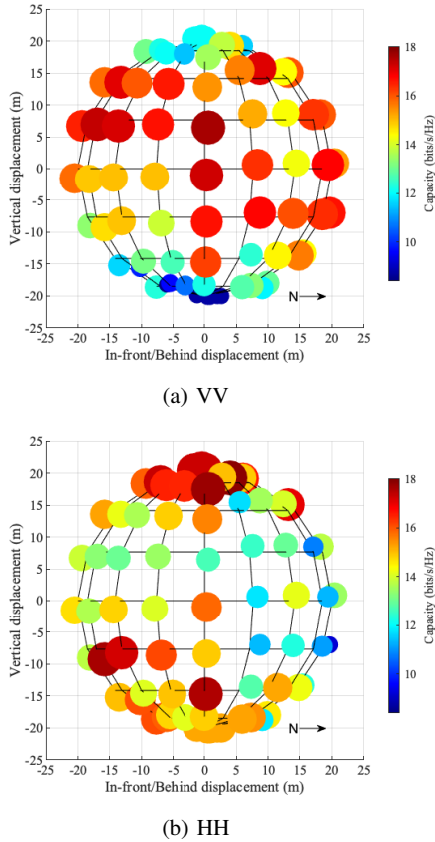 25
20
15
10
5
0
-5
-10
-15
-20
-25
Vertical displacement (m)
-25 -20 -15 -10 -5 0 5 10 15 20 25
In-front/Behind displacement (m)
N
18
16
14
12
10
Capacity (bits/s/Hz)
(a) VV
25
20
15
10
5
0
-5
-10
-15
-20
-25
Vertical displacement (m)
-25 -20 -15 -10 -5 0 5 10 15 20 25
In-front/Behind displacement (m)
N
18
16
14
12
10
Capacity (bits/s/Hz)
(b) HH